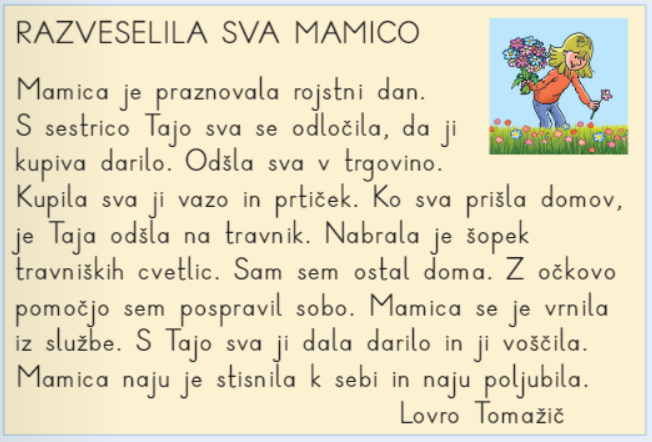 RAZVESELILA SVA MAMICO
Mamica je praznovala rojstni dan.
S sestrico Tajo sva se odločila, da ji
kupiva darilo. Odšla sva v trgovino.
Kupila sva ji vazo in prtiček. Ko sva prišla domov,
je Taja odšla na travnik. Nabrala je šopek
travniških cvetlic. Sam sem ostal doma. Z očkovo
pomočjo sem pospravil sobo. Mamica se je vrnila
iz službe. S Tajo sva ji dala darilo in ji voščila.
Mamica naju je stisnila k sebi in naju poljubila.
Lovro Tomažič